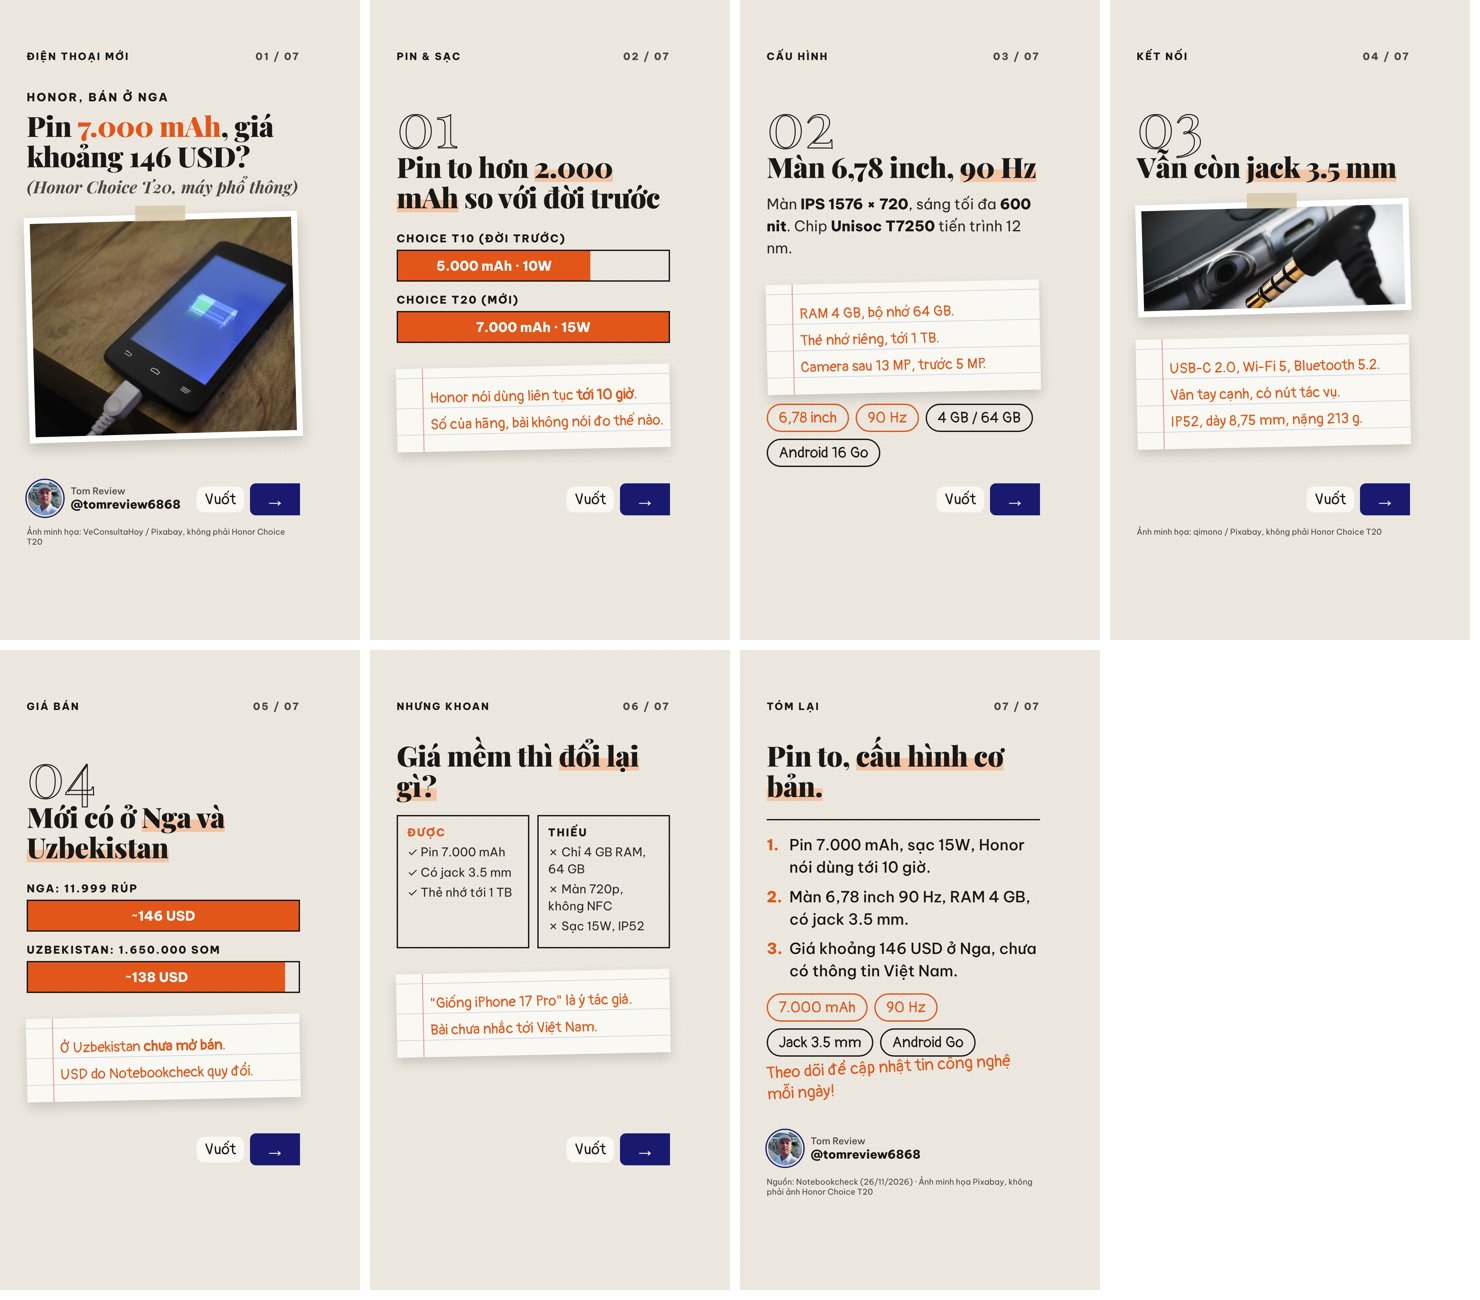 ĐIỆN THOẠI MỚI
01 / 07
HONOR, BÁN Ở NGA
Pin 7.000 mAh, giá
khoảng 146 USD?
(Honor Choice T20, máy phổ thông)
Tom Review
@tomreview6868
Vuốt →
Ảnh minh họa: VeConsultaHoy / Pixabay, không phải Honor Choice
T20
PIN & SẠC
02 / 07
01
Pin to hơn 2.000
mAh so với đời trước
CHOICE T10 (ĐỜI TRƯỚC)
5.000 mAh · 10W
CHOICE T20 (MỚI)
7.000 mAh · 15W
Honor nói dùng liên tục tới 10 giờ.
Số của hãng, bài không nói đo thế nào.
Vuốt →
CẤU HÌNH
03 / 07
02
Màn 6,78 inch, 90 Hz
Màn IPS 1576 × 720, sáng tối đa 600
nit. Chip Unisoc T7250 tiến trình 12
nm.
RAM 4 GB, bộ nhớ 64 GB.
Thẻ nhớ riêng, tới 1 TB.
Camera sau 13 MP, trước 5 MP.
6,78 inch
90 Hz
4 GB / 64 GB
Android 16 Go
Vuốt →
KẾT NỐI
04 / 07
03
Vẫn còn jack 3.5 mm
USB-C 2.0, Wi-Fi 5, Bluetooth 5.2.
Vân tay cạnh, có nút tác vụ.
IP52, dày 8,75 mm, nặng 213 g.
Vuốt →
Ảnh minh họa: qimono / Pixabay, không phải Honor Choice T20
GIÁ BÁN
05 / 07
04
Mới có ở Nga và
Uzbekistan
NGA: 11.999 RÚP
~146 USD
UZBEKISTAN: 1.650.000 SOM
~138 USD
Ở Uzbekistan chưa mở bán.
USD do Notebookcheck quy đổi.
Vuốt →
NHƯNG KHOAN
06 / 07
Giá mềm thì đổi lại
gì?
ĐƯỢC
✓ Pin 7.000 mAh
✓ Có jack 3.5 mm
✓ Thẻ nhớ tới 1 TB
THIẾU
× Chỉ 4 GB RAM,
64 GB
× Màn 720p,
không NFC
× Sạc 15W, IP52
"Giống iPhone 17 Pro" là ý tác giả.
Bài chưa nhắc tới Việt Nam.
Vuốt →
TÓM LẠI
07 / 07
Pin to, cấu hình cơ
bản.
1. Pin 7.000 mAh, sạc 15W, Honor
nói dùng tới 10 giờ.
2. Màn 6,78 inch 90 Hz, RAM 4 GB,
có jack 3.5 mm.
3. Giá khoảng 146 USD ở Nga, chưa
có thông tin Việt Nam.
7.000 mAh
90 Hz
Jack 3.5 mm
Android Go
Theo dõi để cập nhật tin công nghệ
mỗi ngày!
Tom Review
@tomreview6868
Nguồn: Notebookcheck (26/11/2026) · Ảnh minh họa Pixabay, không
phải ảnh Honor Choice T20